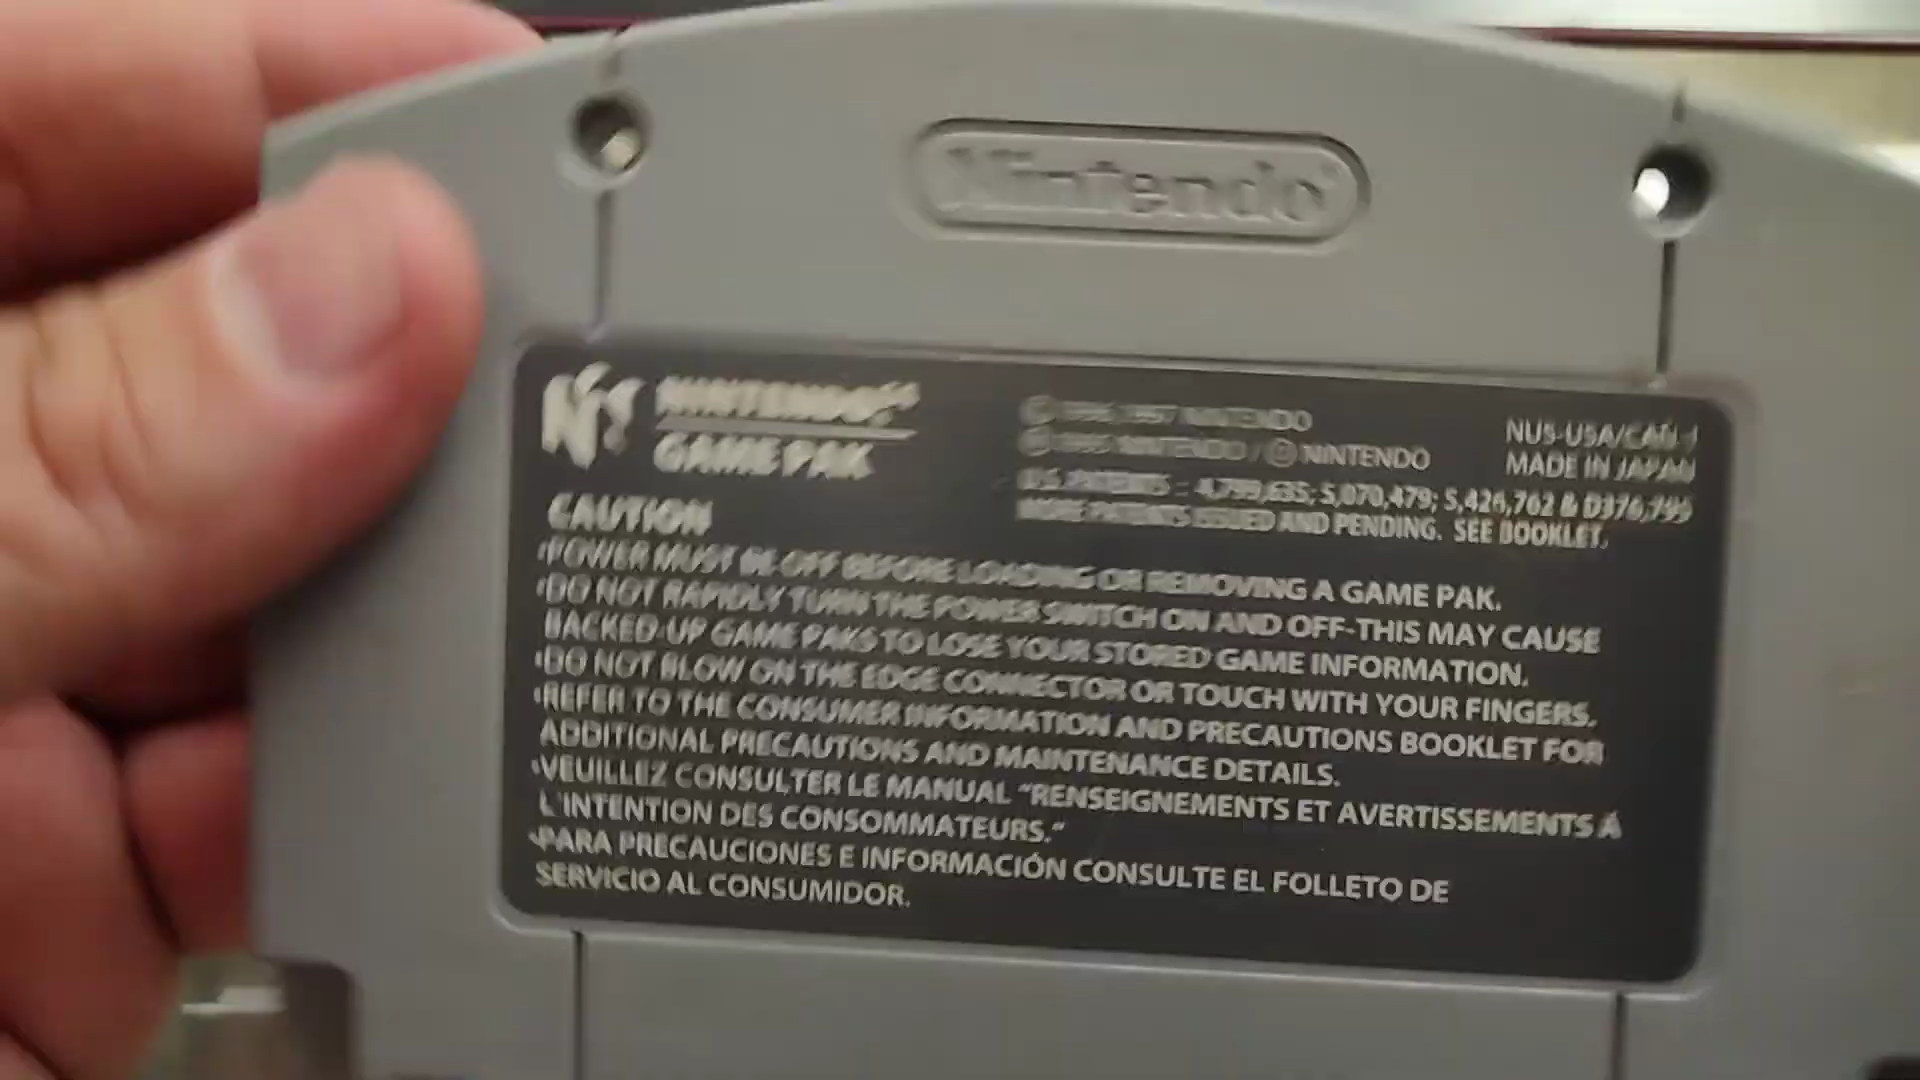 Nintendo
NINTENDO64
GAME PAK
© 1996, 1997 NINTENDO
© 1995 NINTENDO / Ⓓ NINTENDO
NUS-USA/CAN-1
MADE IN JAPAN
U.S. PATENTS : 4,799,635; 5,070,479; 5,426,762 & D376,799
MORE PATENTS ISSUED AND PENDING. SEE BOOKLET.
CAUTION
•POWER MUST BE OFF BEFORE LOADING OR REMOVING A GAME PAK.
•DO NOT RAPIDLY TURN THE POWER SWITCH ON AND OFF-THIS MAY CAUSE
BACKED-UP GAME PAKS TO LOSE YOUR STORED GAME INFORMATION.
•DO NOT BLOW ON THE EDGE CONNECTOR OR TOUCH WITH YOUR FINGERS.
•REFER TO THE CONSUMER INFORMATION AND PRECAUTIONS BOOKLET FOR
ADDITIONAL PRECAUTIONS AND MAINTENANCE DETAILS.
•VEUILLEZ CONSULTER LE MANUAL "RENSEIGNEMENTS ET AVERTISSEMENTS Á
L'INTENTION DES CONSOMMATEURS."
•PARA PRECAUCIONES E INFORMACIÓN CONSULTE EL FOLLETO DE
SERVICIO AL CONSUMIDOR.